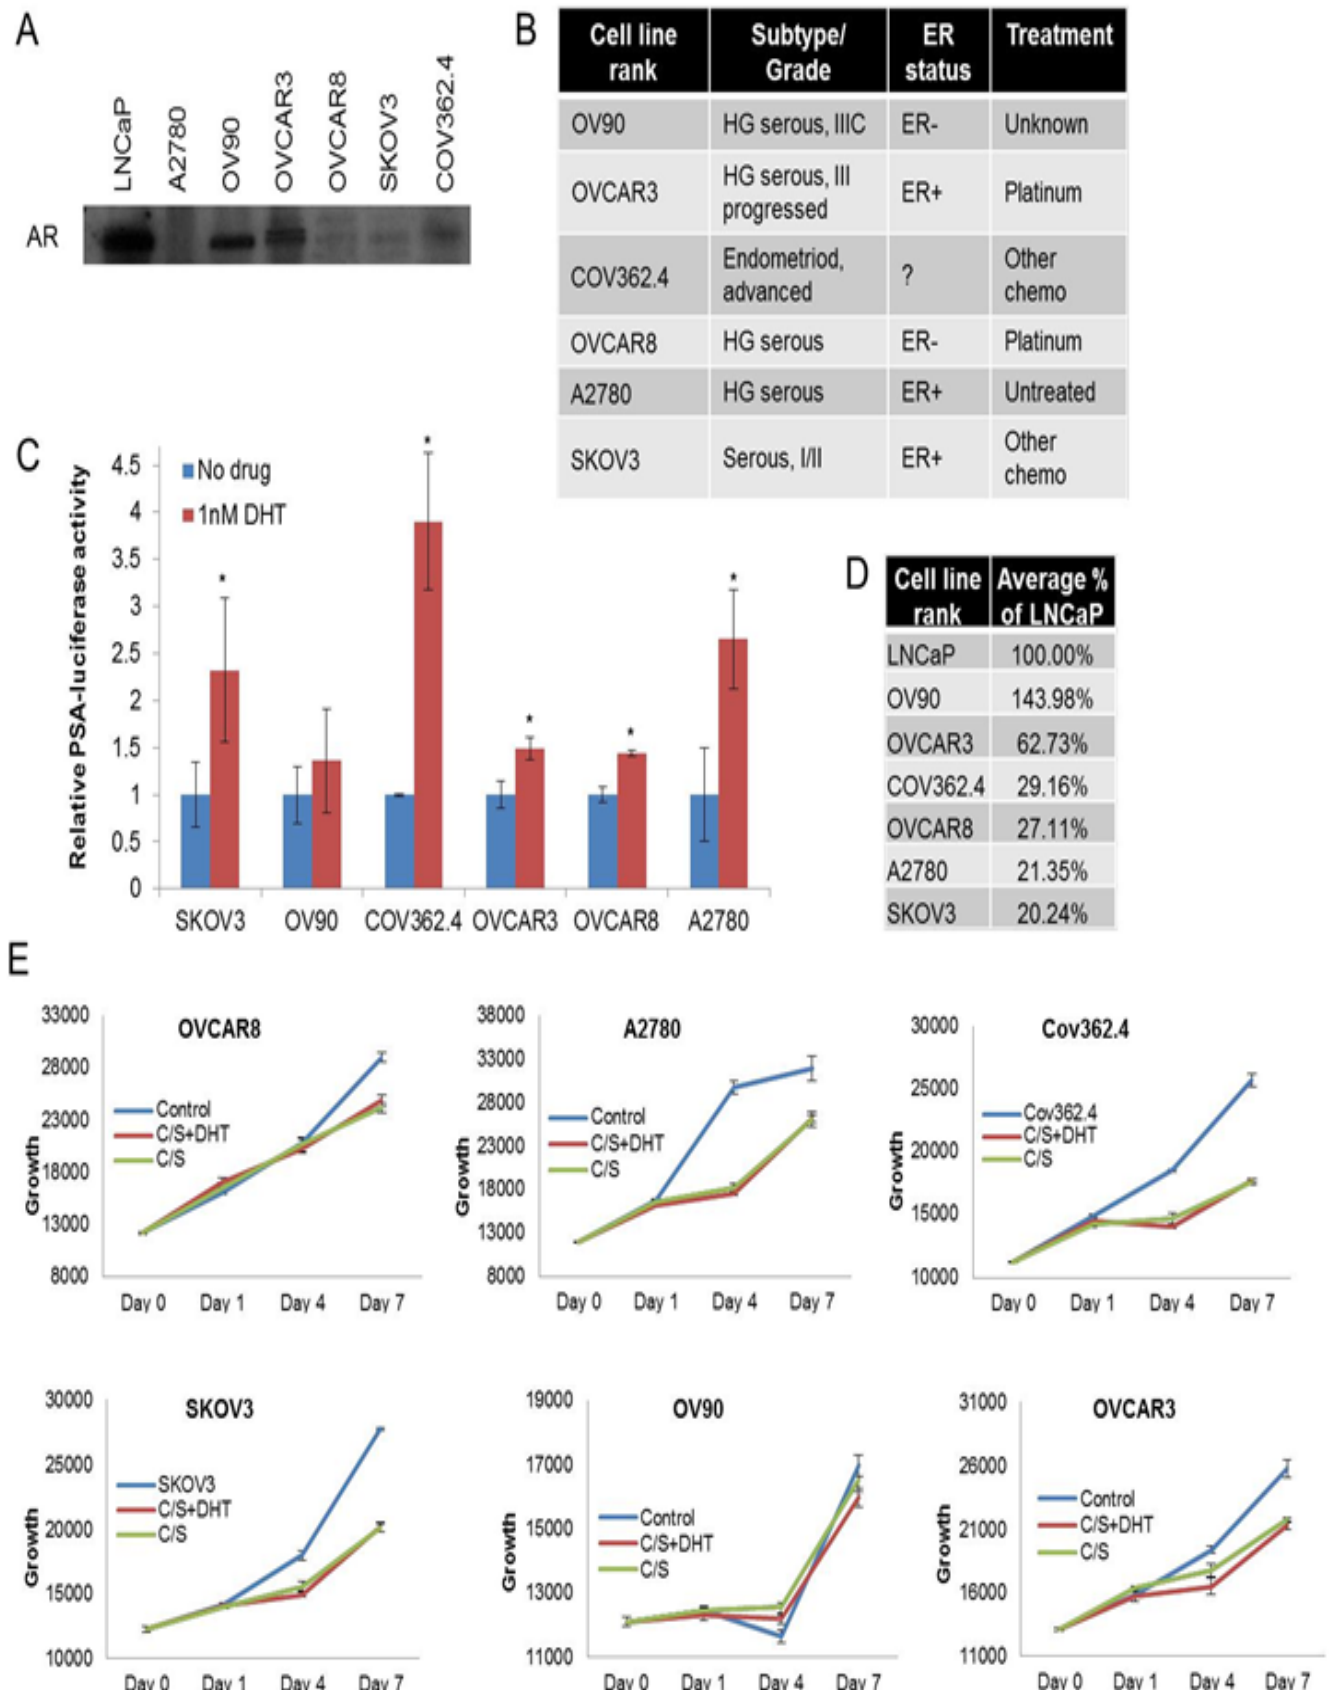 A
LNCaP
A2780
OV90
OVCAR3
OVCAR8
SKOV3
COV362.4
AR
B
Cell line rank Subtype/ Grade ER status Treatment
OV90 HG serous, IIIC ER- Unknown
OVCAR3 HG serous, III progressed ER+ Platinum
COV362.4 Endometriod, advanced ? Other chemo
OVCAR8 HG serous ER- Platinum
A2780 HG serous ER+ Untreated
SKOV3 Serous, I/II ER+ Other chemo
C
Relative PSA-luciferase activity
No drug
1nM DHT
4.5
4
3.5
3
2.5
2
1.5
1
0.5
0
* * * * *
SKOV3 OV90 COV362.4 OVCAR3 OVCAR8 A2780
D
Cell line rank Average % of LNCaP
LNCaP 100.00%
OV90 143.98%
OVCAR3 62.73%
COV362.4 29.16%
OVCAR8 27.11%
A2780 21.35%
SKOV3 20.24%
E
OVCAR8
Growth
33000
28000
23000
18000
13000
8000
Control
C/S+DHT
C/S
Day 0 Day 1 Day 4 Day 7
A2780
Growth
38000
33000
28000
23000
18000
13000
8000
Control
C/S+DHT
C/S
Day 0 Day 1 Day 4 Day 7
Cov362.4
Growth
30000
25000
20000
15000
10000
Cov362.4
C/S+DHT
C/S
Day 0 Day 1 Day 4 Day 7
SKOV3
Growth
30000
25000
20000
15000
10000
SKOV3
C/S+DHT
C/S
Day 0 Day 1 Day 4 Day 7
OV90
Growth
19000
17000
15000
13000
11000
Control
C/S+DHT
C/S
Day 0 Day 1 Day 4 Day 7
OVCAR3
Growth
31000
26000
21000
16000
11000
Control
C/S+DHT
C/S
Day 0 Day 1 Day 4 Day 7